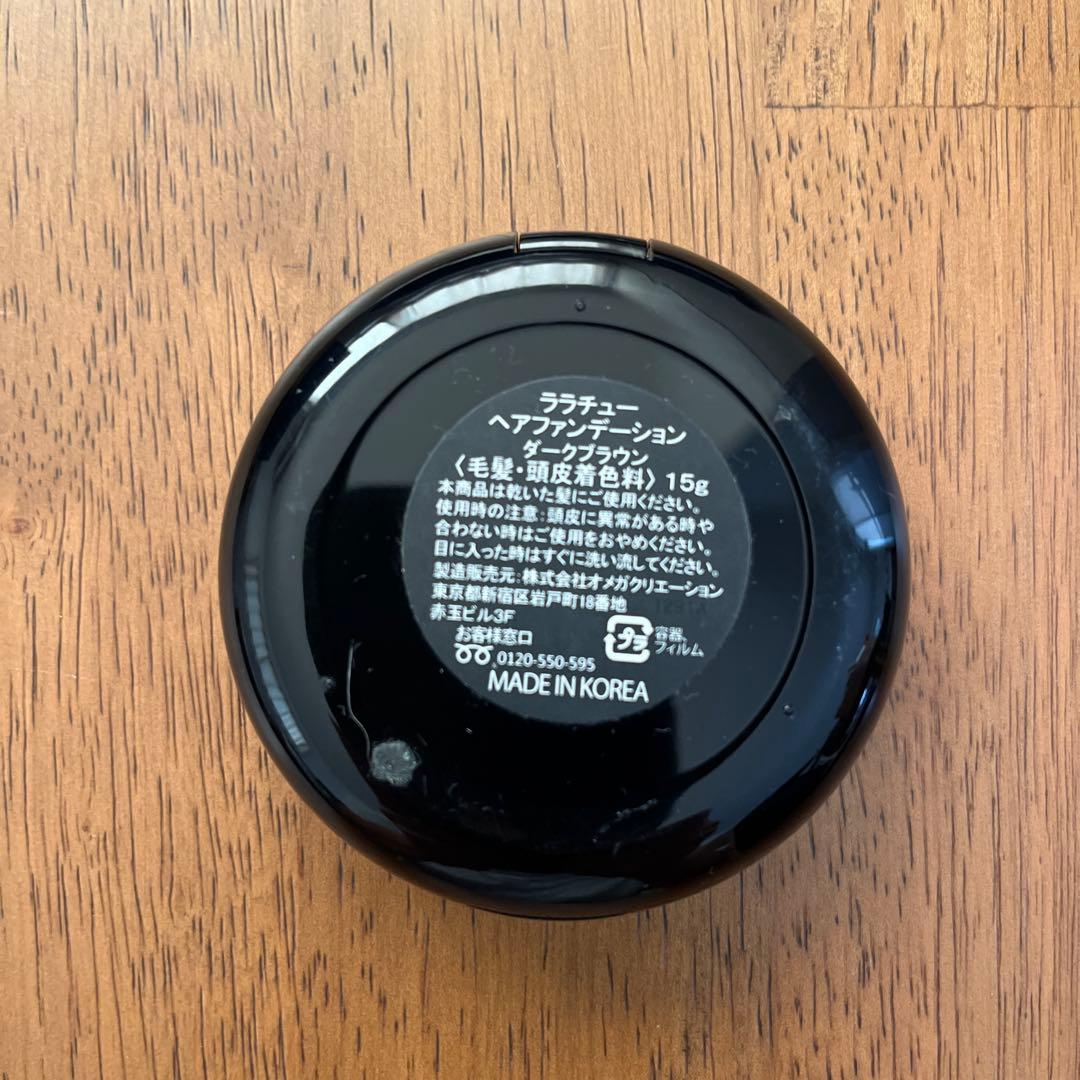 ララチュー
ヘアファンデーション
ダークブラウン
〈毛髪・頭皮着色料〉15g
本商品は乾いた髪にご使用ください。
使用時の注意：頭皮に異常がある時や
合わない時はご使用をおやめください。
目に入った時はすぐに洗い流してください。
製造販売元：株式会社オメガクリエーション
東京都新宿区岩戸町18番地
赤玉ビル3F
お客様窓口
0120-550-595
プラ
容器、
フィルム
MADE IN KOREA